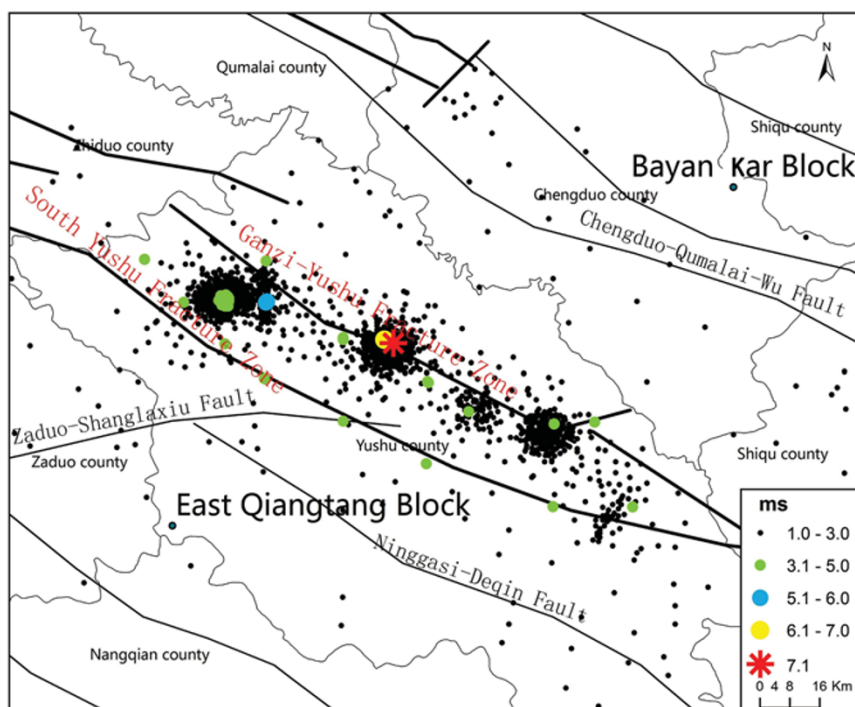 N
Qumalai county
Shiqu county
Zhiduo county
Bayan Kar Block
Chengduo county
South Yushu Fracture Zone
Ganzi-Yushu Fracture Zone
Chengduo-Qumalai-Wu Fault
Zaduo-Shanglaxiu Fault
Yushu county
Zaduo county
Shiqu county
East Qiangtang Block
Ninggasi-Deqin Fault
Nangqian county
ms
1.0 - 3.0
3.1 - 5.0
5.1 - 6.0
6.1 - 7.0
7.1
0 4 8 16 Km